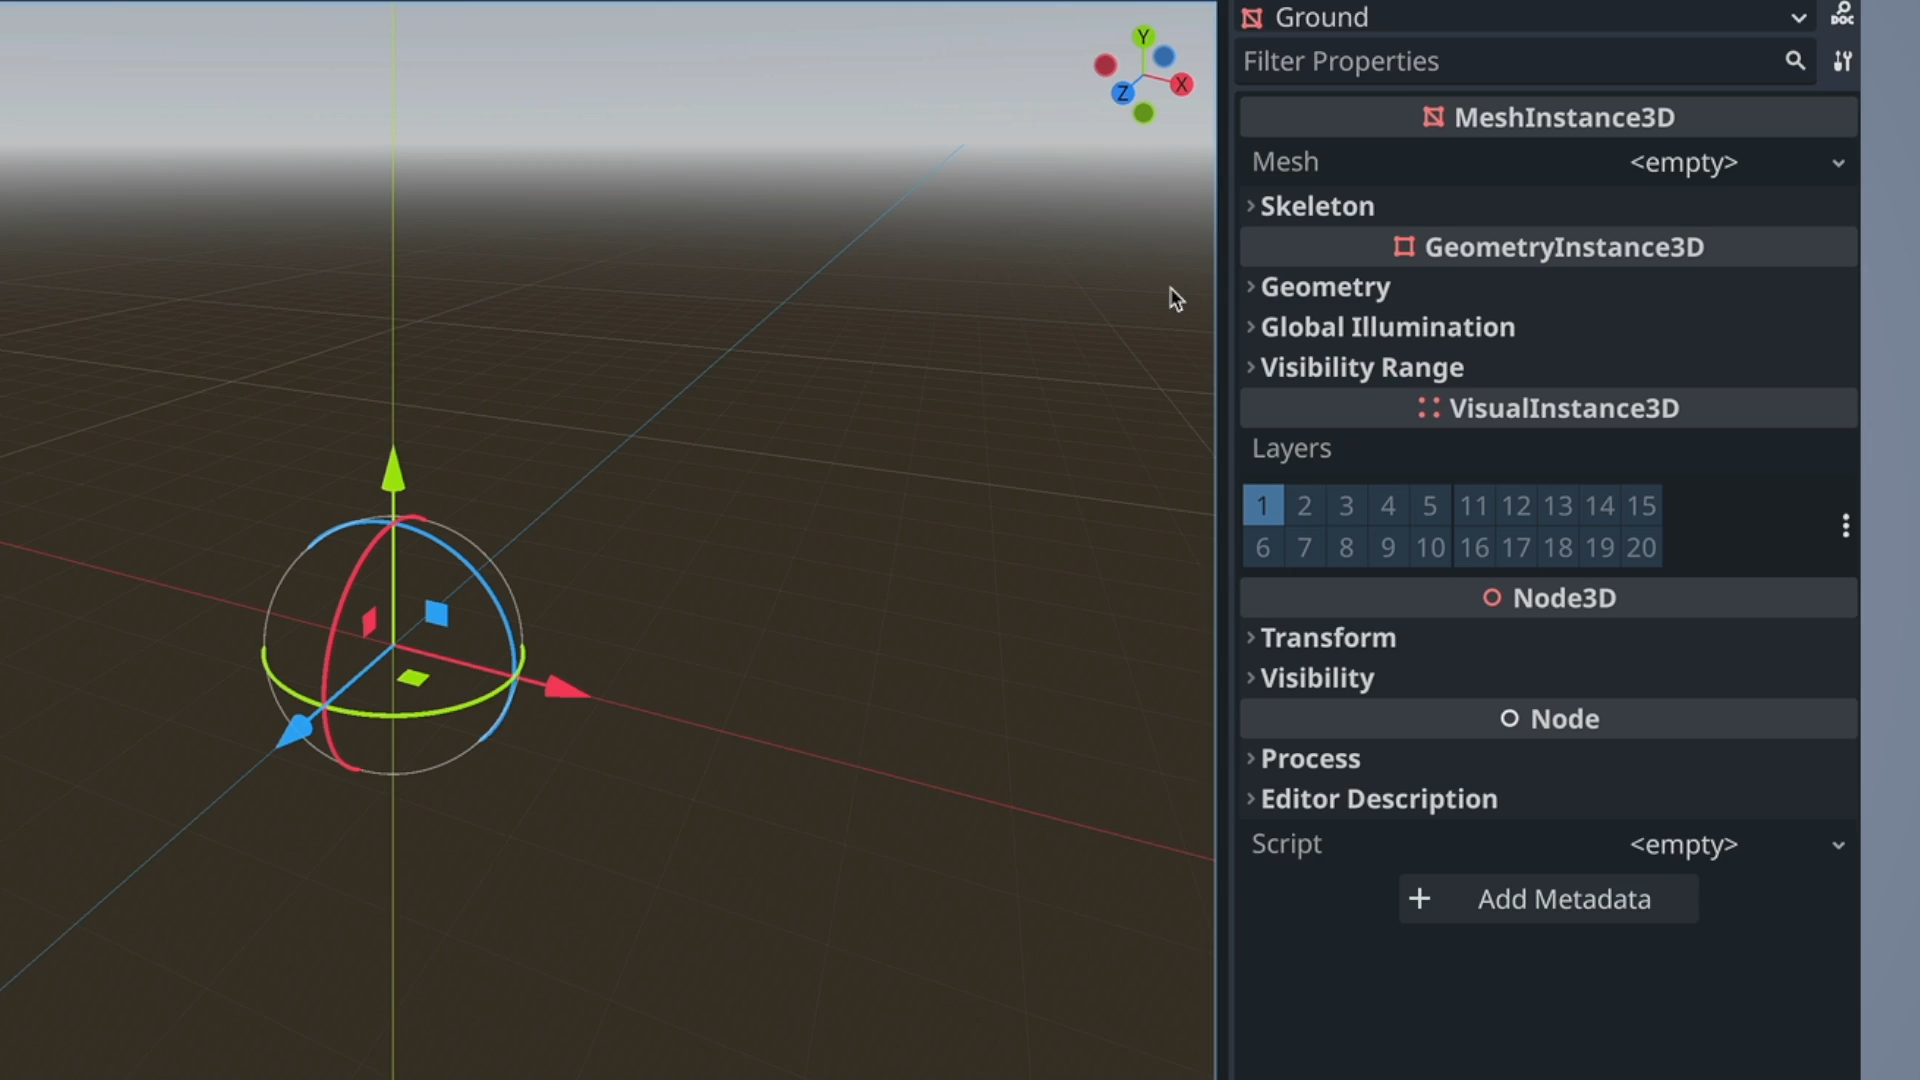 Ground
DOC
Filter Properties
Y
X
Z
MeshInstance3D
Mesh <empty>
Skeleton
GeometryInstance3D
Geometry
Global Illumination
Visibility Range
VisualInstance3D
Layers
1 2 3 4 5 11 12 13 14 15
6 7 8 9 10 16 17 18 19 20
Node3D
Transform
Visibility
Node
Process
Editor Description
Script <empty>
+ Add Metadata